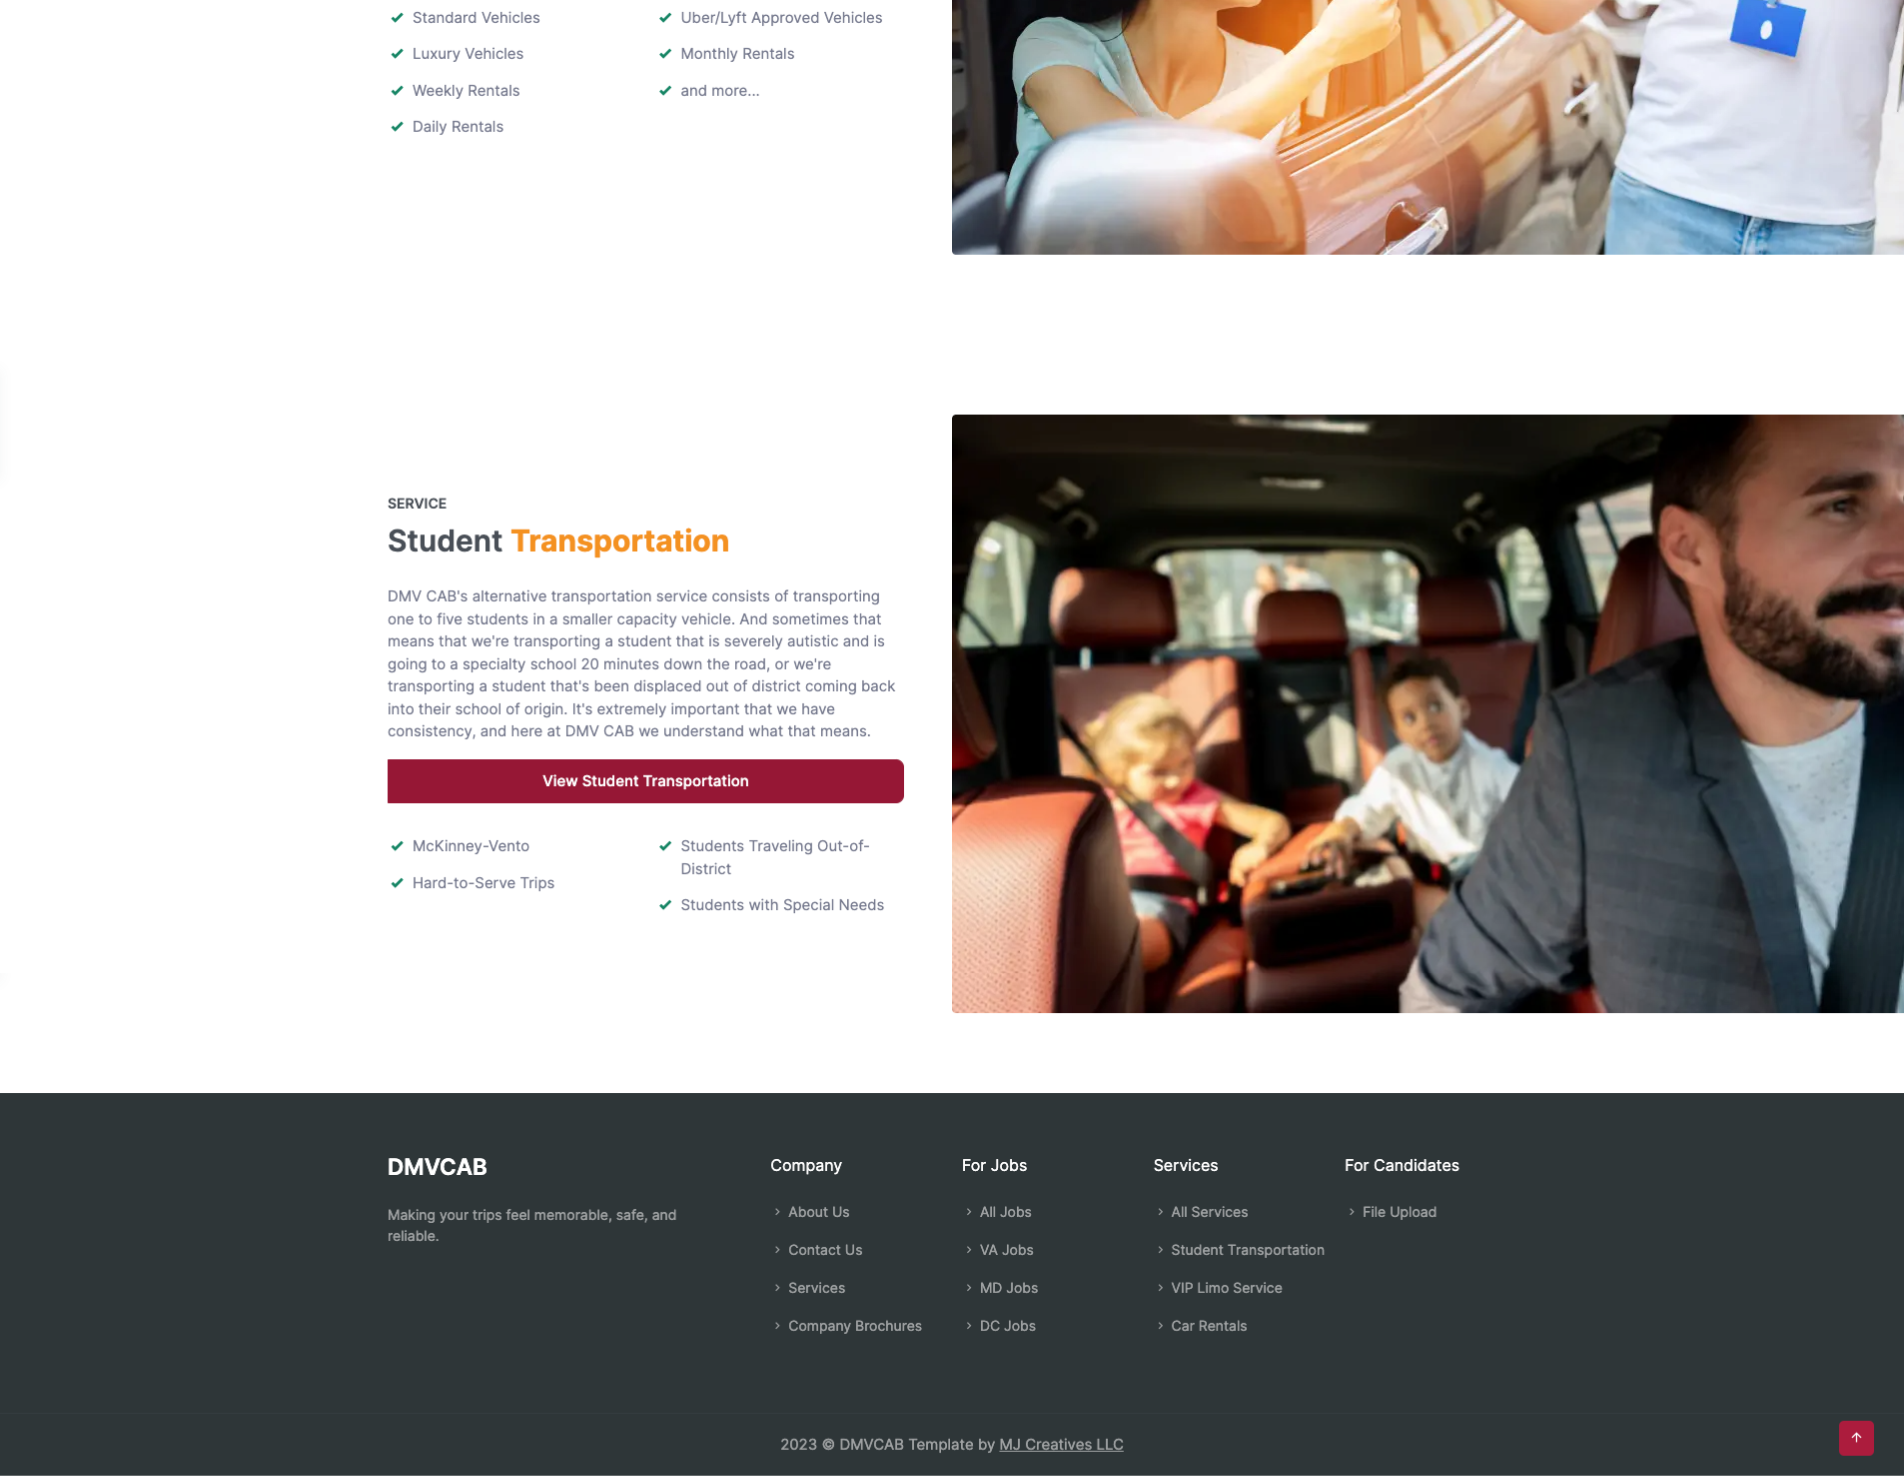 Standard Vehicles
Luxury Vehicles
Weekly Rentals
Daily Rentals
Uber/Lyft Approved Vehicles
Monthly Rentals
and more...
SERVICE
Student Transportation
DMV CAB's alternative transportation service consists of transporting
one to five students in a smaller capacity vehicle. And sometimes that
means that we're transporting a student that is severely autistic and is
going to a specialty school 20 minutes down the road, or we're
transporting a student that's been displaced out of district coming back
into their school of origin. It's extremely important that we have
consistency, and here at DMV CAB we understand what that means.
View Student Transportation
McKinney-Vento
Hard-to-Serve Trips
Students Traveling Out-of-
District
Students with Special Needs
DMVCAB
Making your trips feel memorable, safe, and
reliable.
Company
About Us
Contact Us
Services
Company Brochures
For Jobs
All Jobs
VA Jobs
MD Jobs
DC Jobs
Services
All Services
Student Transportation
VIP Limo Service
Car Rentals
For Candidates
File Upload
2023 © DMVCAB Template by MJ Creatives LLC